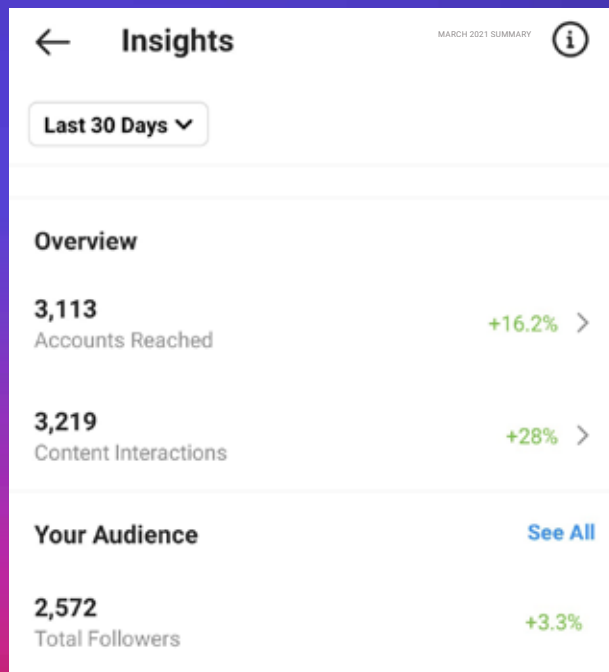 Insights
MARCH 2021 SUMMARY
Last 30 Days
Overview
3,113
Accounts Reached
+16.2%
3,219
Content Interactions
+28%
Your Audience
See All
2,572
Total Followers
+3.3%